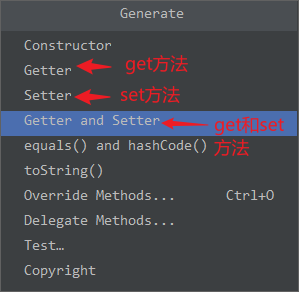 Generate
Constructor
Getter
get方法
Setter
set方法
Getter and Setter
get和set
方法
equals() and hashCode()
toString()
Override Methods... Ctrl+O
Delegate Methods...
Test…
Copyright